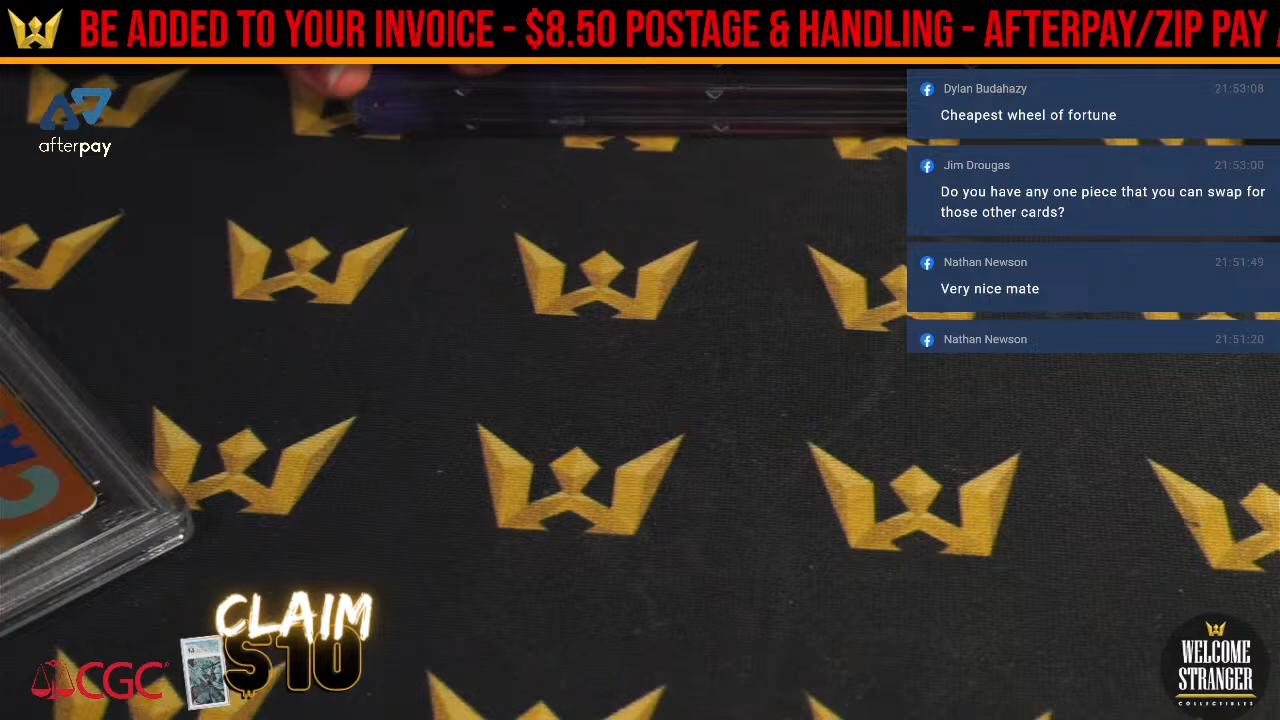 BE ADDED TO YOUR INVOICE - $8.50 POSTAGE & HANDLING - AFTERPAY/ZIP PAY
afterpay
Dylan Budahazy 21:53:08
Cheapest wheel of fortune
Jim Drougas 21:53:00
Do you have any one piece that you can swap for
those other cards?
Nathan Newson 21:51:49
Very nice mate
Nathan Newson 21:51:20
CLAIM
$10
CGC
WELCOME
STRANGER
COLLECTIBLES